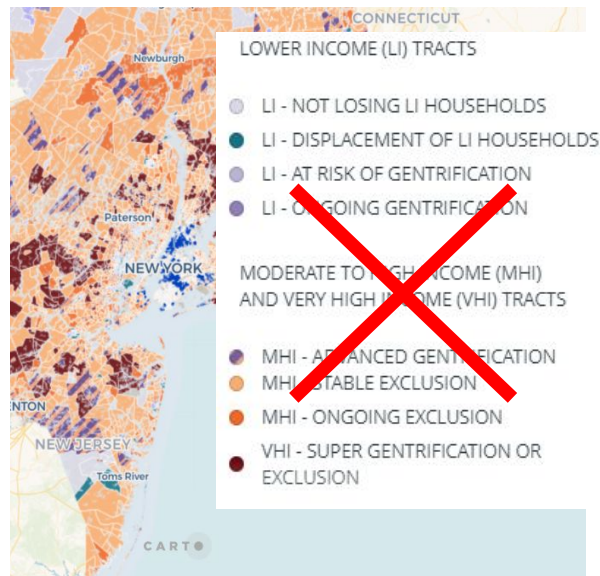 CONNECTICUT
LOWER INCOME (LI) TRACTS
Newburgh
LI - NOT LOSING LI HOUSEHOLDS
LI - DISPLACEMENT OF LI HOUSEHOLDS
LI - AT RISK OF GENTRIFICATION
LI - ONGOING GENTRIFICATION
Paterson
NEW YORK
MODERATE TO HIGH INCOME (MHI)
AND VERY HIGH INCOME (VHI) TRACTS
MHI - ADVANCED GENTRIFICATION
MHI - STABLE EXCLUSION
NTON
MHI - ONGOING EXCLUSION
NEW JERSEY
VHI - SUPER GENTRIFICATION OR
EXCLUSION
Toms River
CARTO